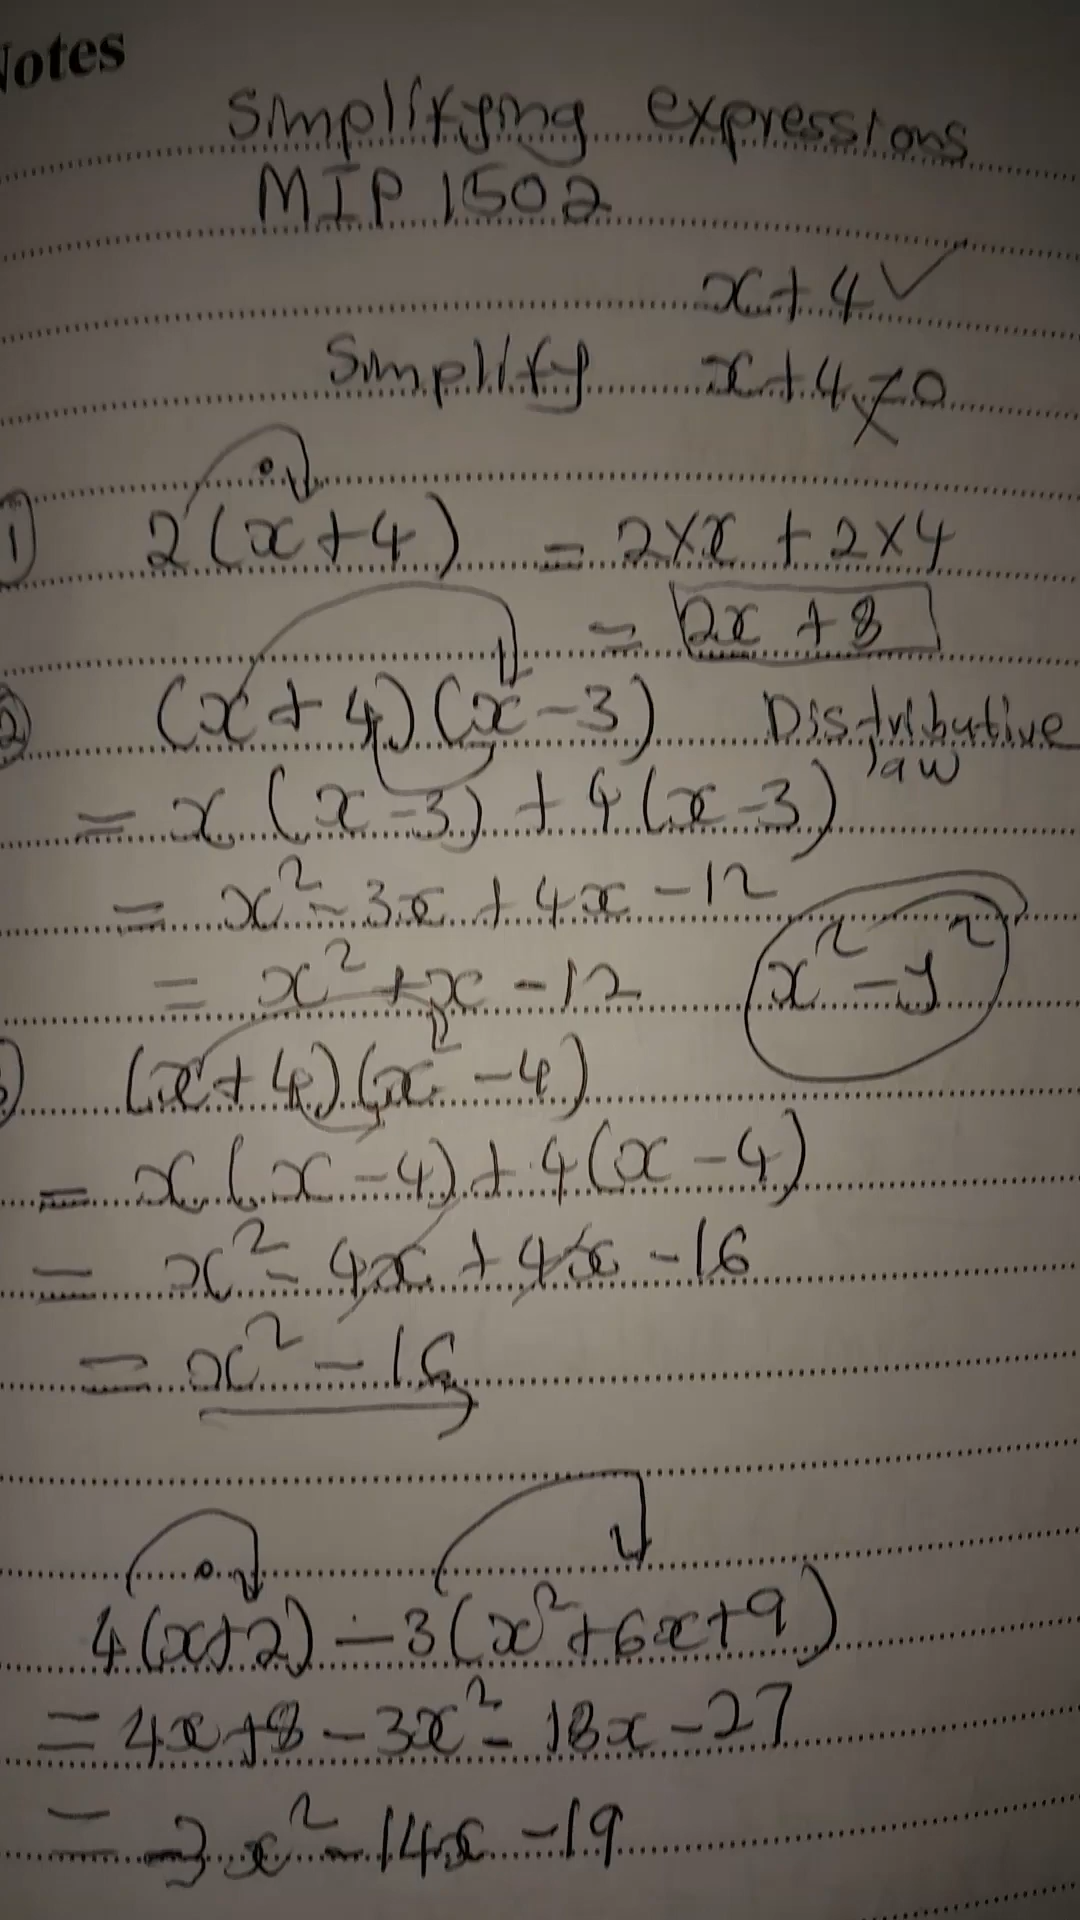 Notes
Simplifying expressions
MIP 1502
x+4 ✓
Simplify x+4≠0
1) 2(x+4) = 2×x + 2×4
= 2x + 8
2) (x+4)(x-3) Distributive law
= x(x-3) + 4(x-3)
= x² - 3x + 4x - 12
= x² + x - 12 x² - y²
(x+4)(x² - 4)
= x(x-4) + 4(x-4)
= x² - 4x + 4x - 16
= x² - 16
4(x+2) - 3(x²+6x+9)
= 4x+8 - 3x² - 18x - 27
= -3x² - 14x - 19